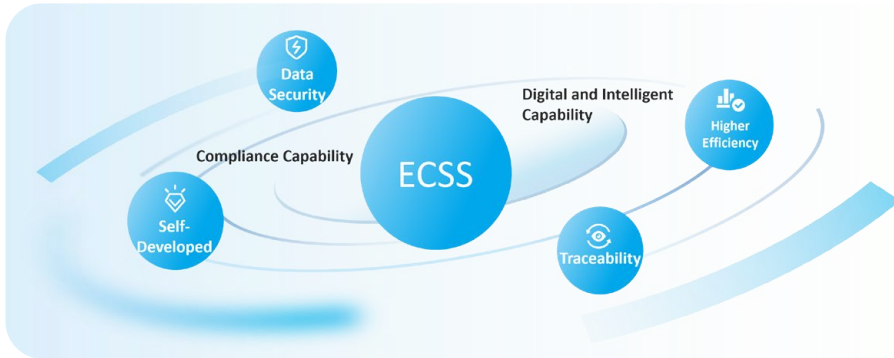 Data
Security
Digital and Intelligent
Capability
Higher
Efficiency
Compliance Capability
ECSS
Self-
Developed
Traceability